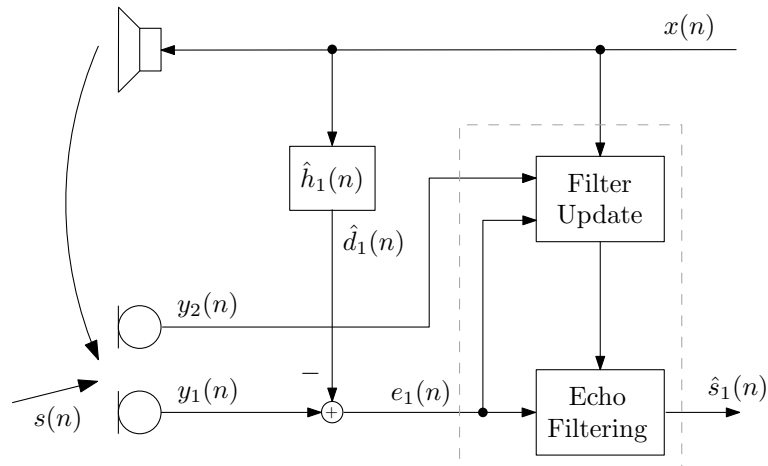 x(n)
ĥ₁(n)
Filter
Update
d̂₁(n)
y₂(n)
−
y₁(n)
+
e₁(n)
Echo
Filtering
ŝ₁(n)
s(n)